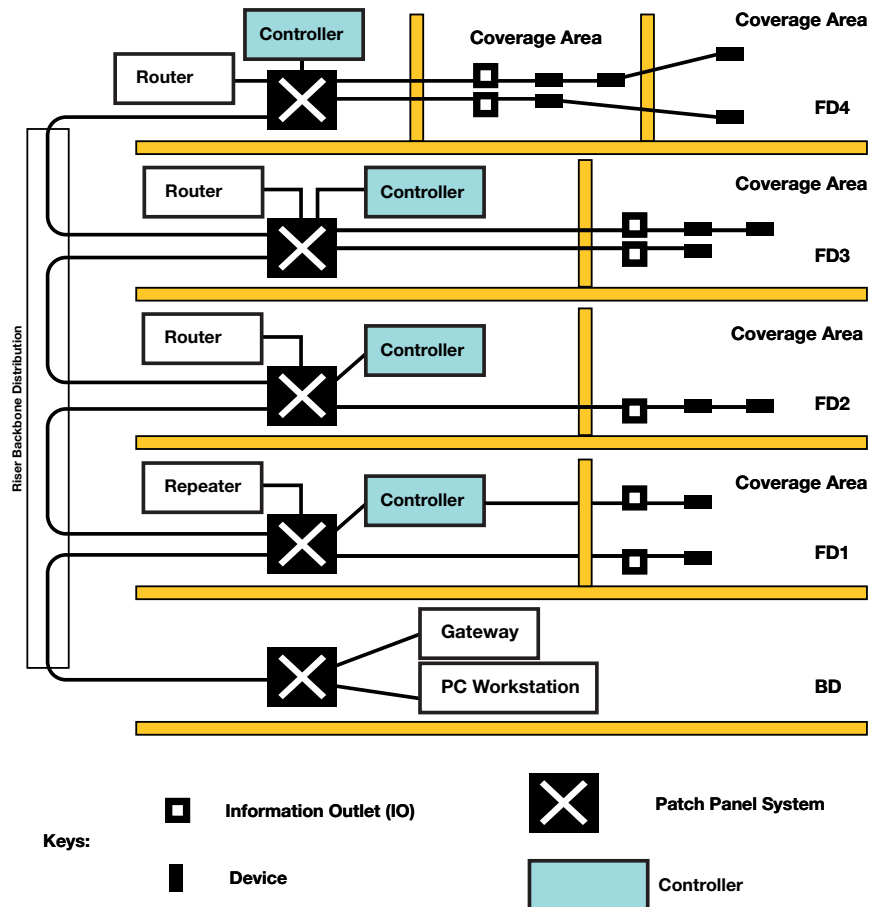 Coverage Area
Controller
Coverage Area
Router
FD4
Coverage Area
Router
Controller
FD3
Riser Backbone Distribution
Router
Coverage Area
Controller
FD2
Coverage Area
Repeater
Controller
FD1
Gateway
PC Workstation
BD
Information Outlet (IO)
Patch Panel System
Keys:
Device
Controller